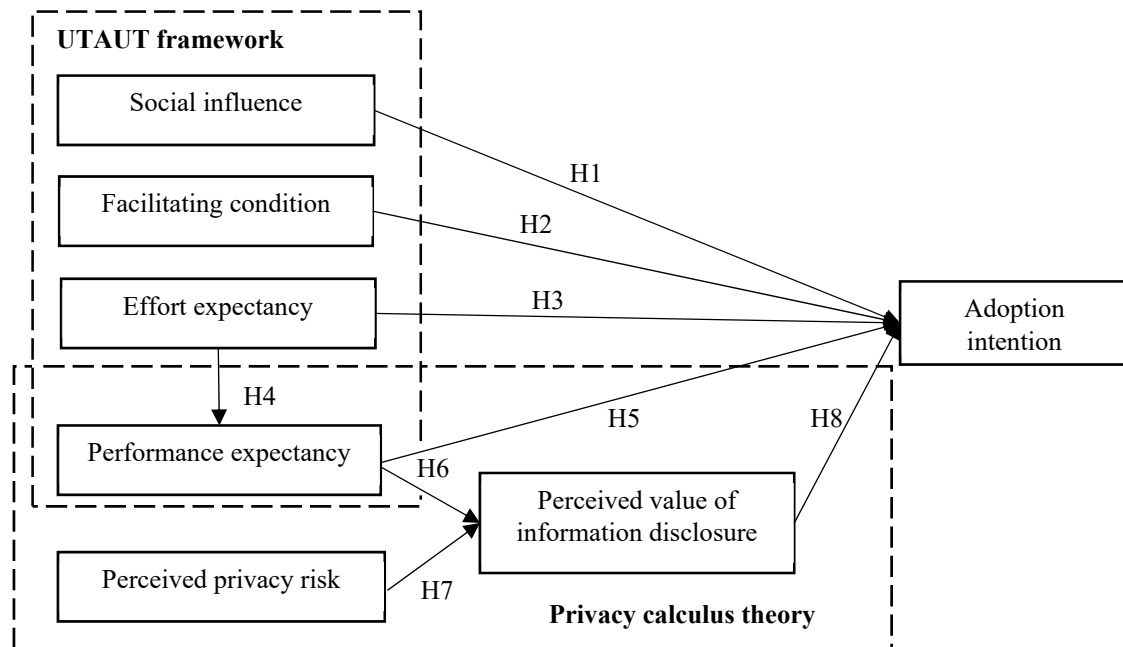 UTAUT framework
Social influence
H1
Facilitating condition
H2
Effort expectancy
H3
Adoption
intention
H4
H5
H8
Performance expectancy
H6
Perceived value of
information disclosure
Perceived privacy risk
H7
Privacy calculus theory